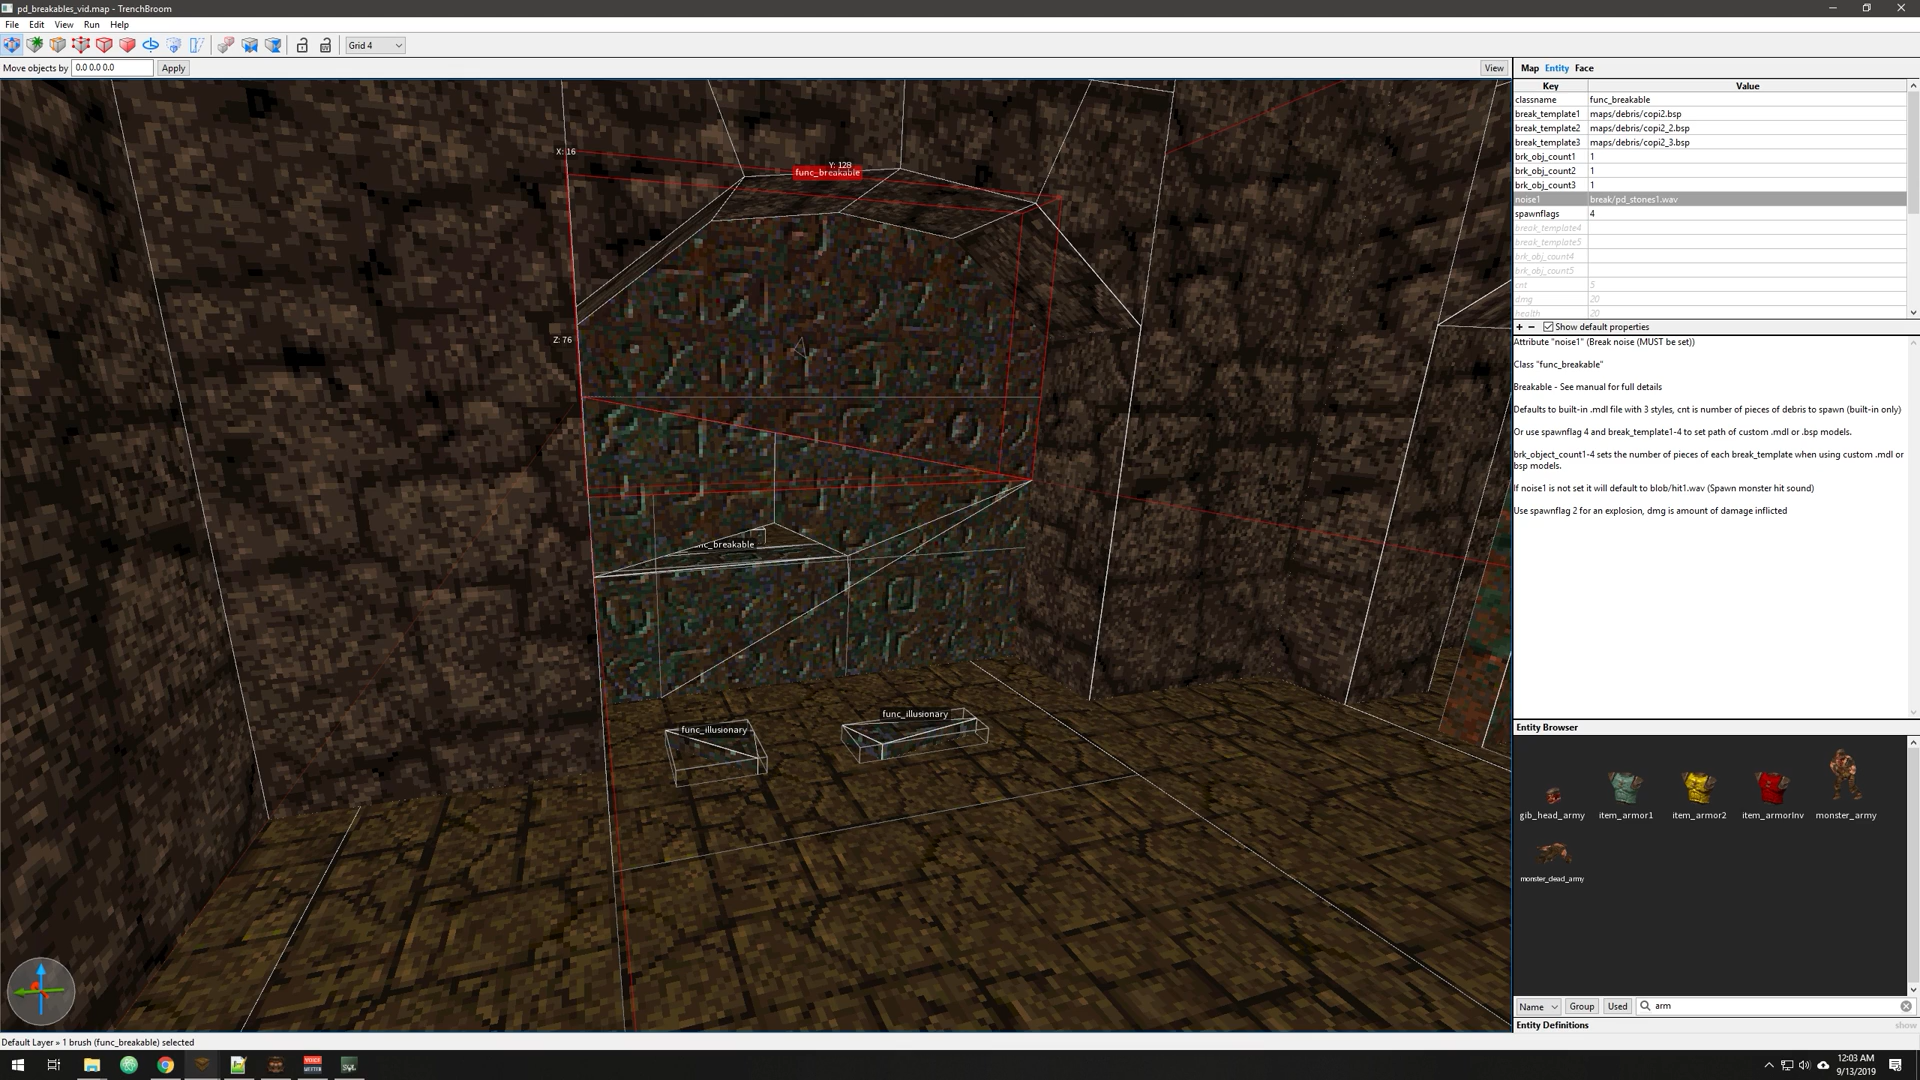 pd_breakables_vid.map - TrenchBroom
File Edit View Run Help
Grid 4
Move objects by 0.0 0.0 0.0 Apply
View
Map Entity Face
Key Value
classname func_breakable
break_template1 maps/debris/copi2.bsp
break_template2 maps/debris/copi2_2.bsp
break_template3 maps/debris/copi2_3.bsp
brk_obj_count1 1
brk_obj_count2 1
brk_obj_count3 1
noise1 break/pd_stones1.wav
spawnflags 4
break_template4
break_template5
brk_obj_count4
brk_obj_count5
cnt 5
dmg 20
health 20
Show default properties
Attribute "noise1" (Break noise (MUST be set))
Class "func_breakable"
Breakable - See manual for full details
Defaults to built-in .mdl file with 3 styles, cnt is number of pieces of debris to spawn (built-in only)
Or use spawnflag 4 and break_template1-4 to set path of custom .mdl or .bsp models.
brk_object_count1-4 sets the number of pieces of each break_template when using custom .mdl or
bsp models.
If noise1 is not set it will default to blob/hit1.wav (Spawn monster hit sound)
Use spawnflag 2 for an explosion, dmg is amount of damage inflicted
X: 16
Y: 128
func_breakable
Z: 76
nc_breakable
func_illusionary
func_illusionary
Entity Browser
gib_head_army item_armor1 item_armor2 item_armorInv monster_army
monster_dead_army
Name Group Used arm
Entity Definitions show
Default Layer » 1 brush (func_breakable) selected
12:03 AM
9/13/2019